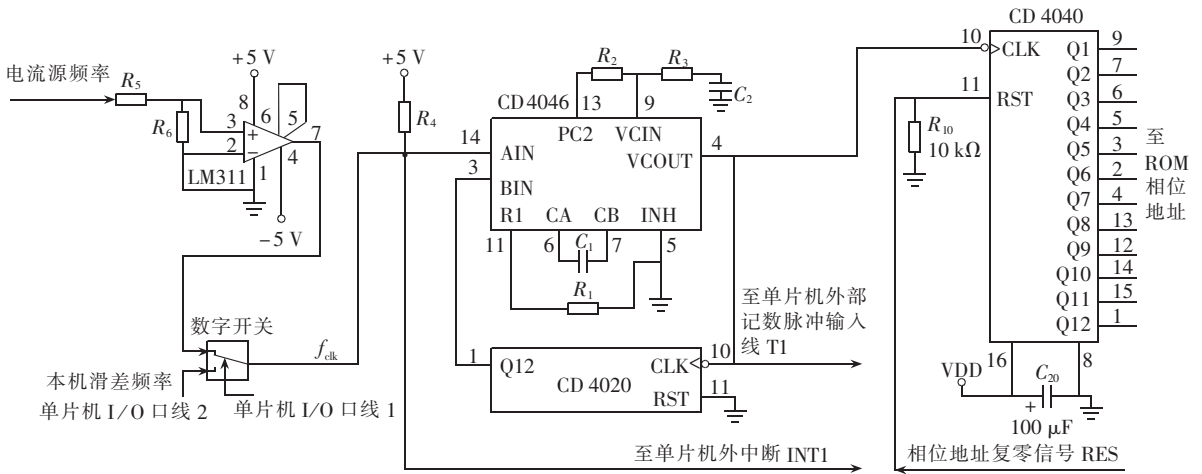 CD 4040
10
CLK
Q1
9
Q2
7
11
RST
Q3
6
Q4
5
Q5
3
Q6
2
Q7
4
Q8
13
Q9
12
Q10
14
Q11
15
Q12
1
至
ROM
相位
地址
R10
10 kΩ
16
8
VDD
C20
+
100 μF
相位地址复零信号 RES
+5 V
电流源频率
R5
R6
8
6
5
7
3
+
2
−
4
1
LM311
−5 V
+5 V
R4
R2
R3
C2
CD 4046
13
9
PC2
VCIN
4
VCOUT
14
AIN
3
BIN
R1
CA
CB
INH
11
6
C1
7
5
R1
数字开关
fclk
本机滑差频率
单片机 I/O 口线 2
单片机 I/O 口线 1
1
Q12
CD 4020
CLK
10
RST
11
至单片机外部
记数脉冲输入
线 T1
至单片机外中断 INT1